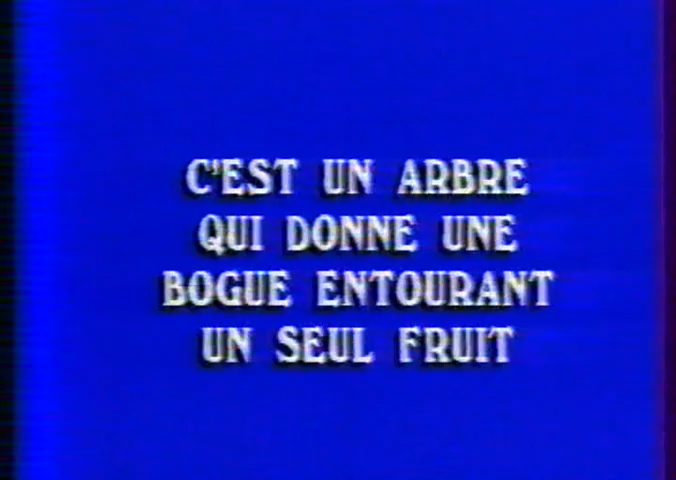 C'EST UN ARBRE
QUI DONNE UNE
BOGUE ENTOURANT
UN SEUL FRUIT